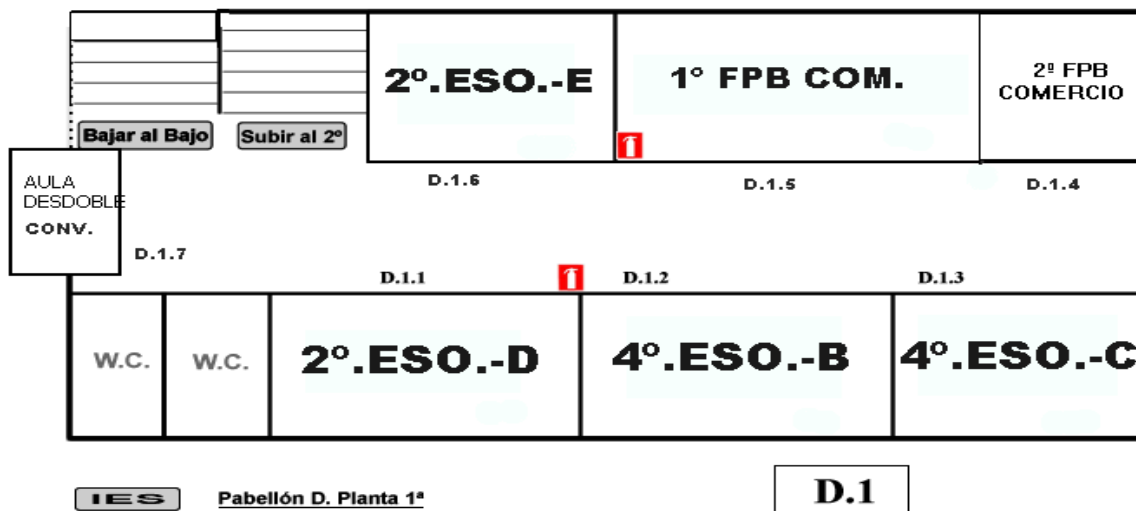 2º.ESO.-E
1º FPB COM.
2º FPB
COMERCIO
Bajar al Bajo
Subir al 2º
AULA
DESDOBLE
CONV.
D.1.6
D.1.5
D.1.4
D.1.7
D.1.1
D.1.2
D.1.3
W.C.
W.C.
2º.ESO.-D
4º.ESO.-B
4º.ESO.-C
IES
Pabellón D. Planta 1ª
D.1